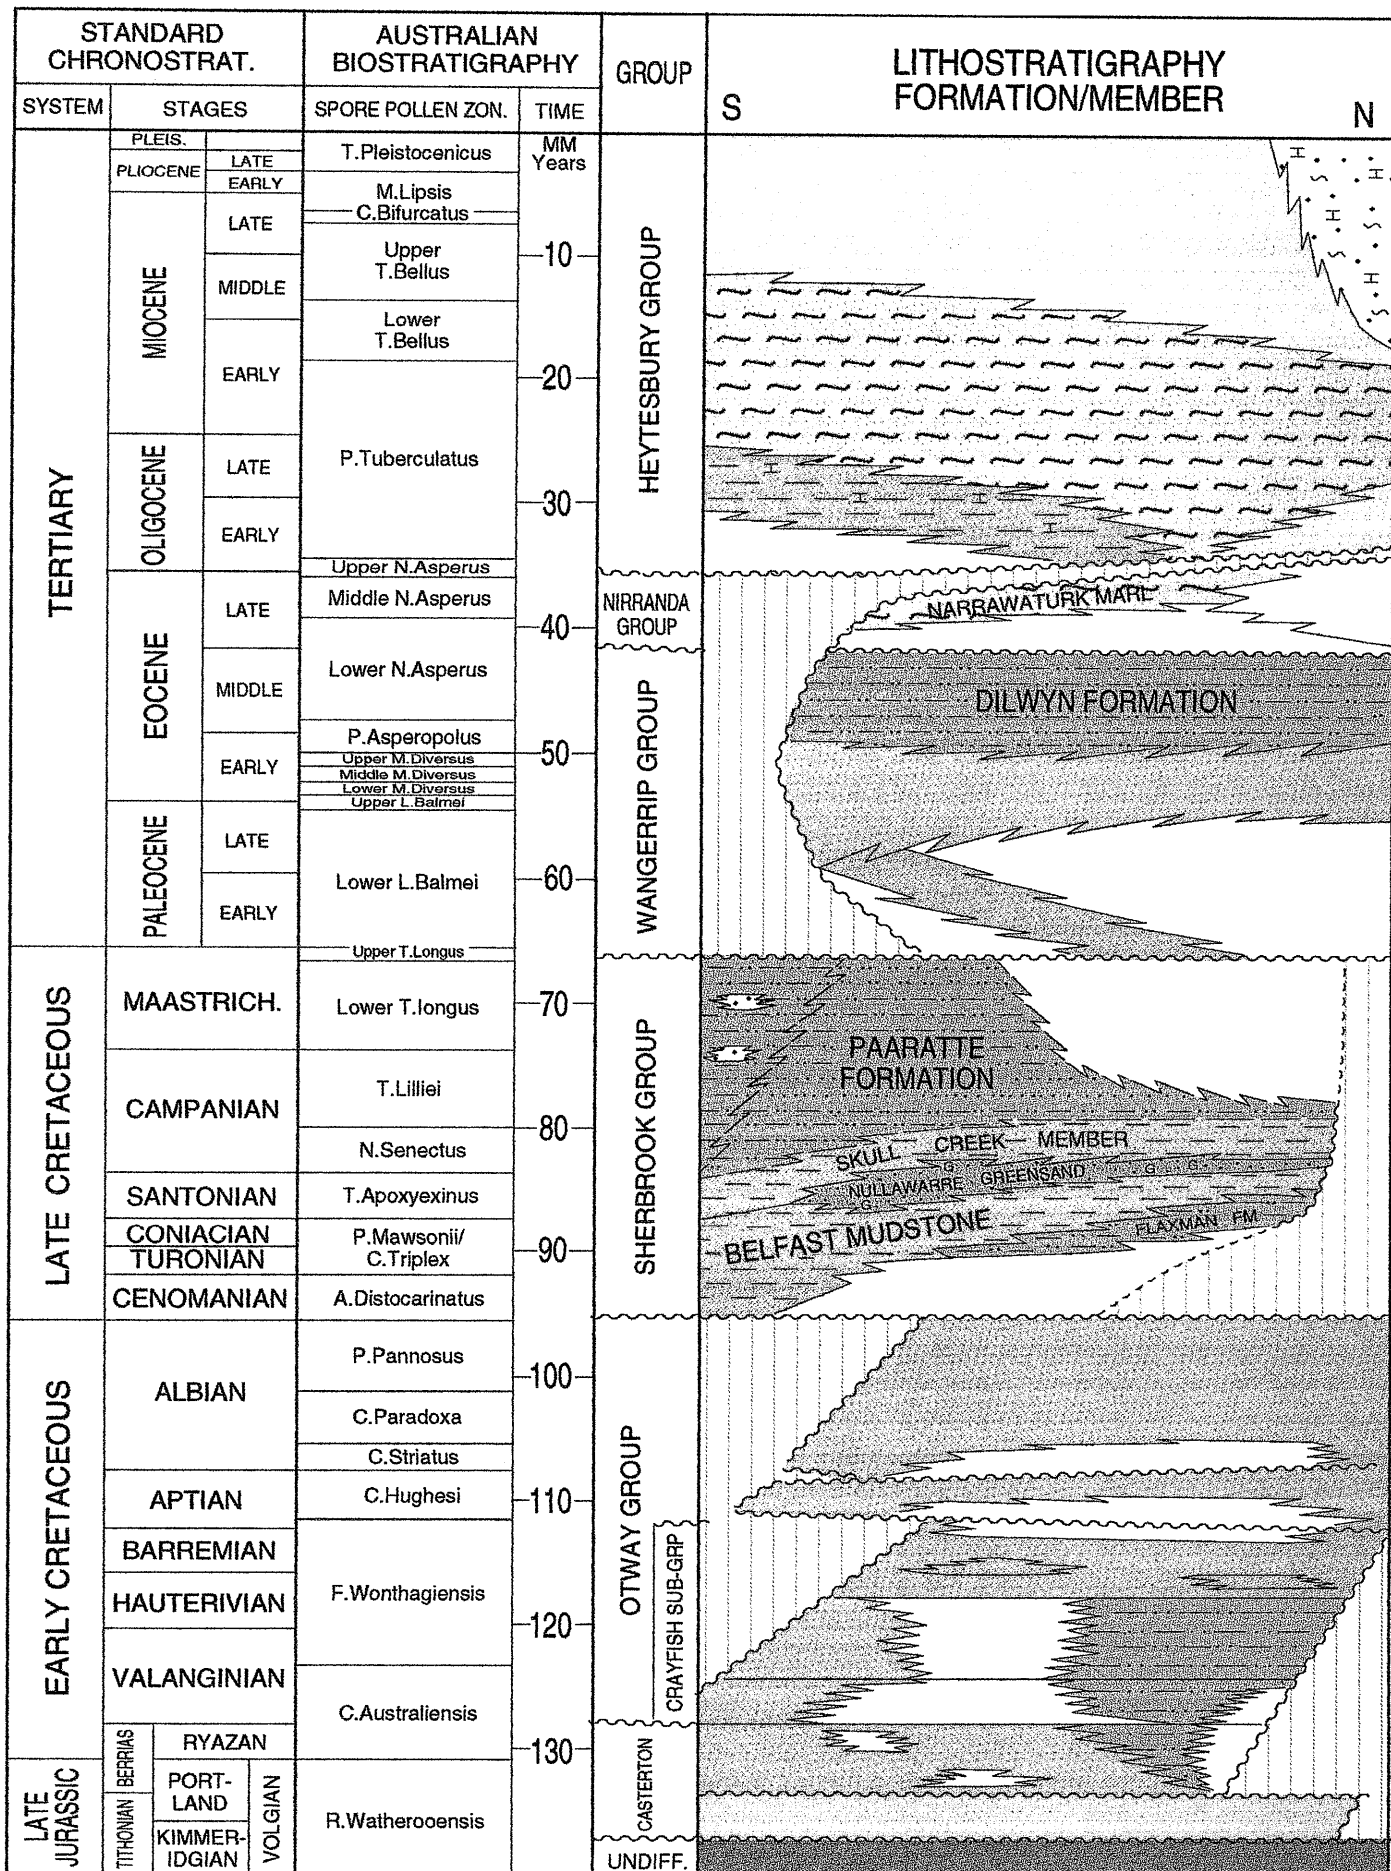 STANDARD
CHRONOSTRAT.
AUSTRALIAN
BIOSTRATIGRAPHY
GROUP
LITHOSTRATIGRAPHY
FORMATION/MEMBER
SYSTEM
STAGES
SPORE POLLEN ZON.
TIME
S
N
MM
Years
TERTIARY
PLEIS.
PLIOCENE
LATE
EARLY
MIOCENE
LATE
MIDDLE
EARLY
OLIGOCENE
LATE
EARLY
EOCENE
LATE
MIDDLE
EARLY
PALEOCENE
LATE
EARLY
LATE CRETACEOUS
MAASTRICH.
CAMPANIAN
SANTONIAN
CONIACIAN
TURONIAN
CENOMANIAN
EARLY CRETACEOUS
ALBIAN
APTIAN
BARREMIAN
HAUTERIVIAN
VALANGINIAN
BERRIAS
RYAZAN
LATE
JURASSIC
TITHONIAN
PORT-
LAND
KIMMER-
IDGIAN
VOLGIAN
T.Pleistocenicus
M.Lipsis
C.Bifurcatus
Upper
T.Bellus
Lower
T.Bellus
P.Tuberculatus
Upper N.Asperus
Middle N.Asperus
Lower N.Asperus
P.Asperopolus
Upper M.Diversus
Middle M.Diversus
Lower M.Diversus
Upper L.Balmei
Lower L.Balmei
Upper T.Longus
Lower T.longus
T.Lilliei
N.Senectus
T.Apoxyexinus
P.Mawsonii/
C.Triplex
A.Distocarinatus
P.Pannosus
C.Paradoxa
C.Striatus
C.Hughesi
F.Wonthagiensis
C.Australiensis
R.Watherooensis
10
20
30
40
50
60
70
80
90
100
110
120
130
HEYTESBURY GROUP
NIRRANDA
GROUP
WANGERRIP GROUP
SHERBROOK GROUP
OTWAY GROUP
CRAYFISH SUB-GRP
CASTERTON
UNDIFF.
NARRAWATURK MARL
DILWYN FORMATION
PAARATTE
FORMATION
SKULL CREEK MEMBER
NULLAWARRE GREENSAND
BELFAST MUDSTONE
FLAXMAN FM